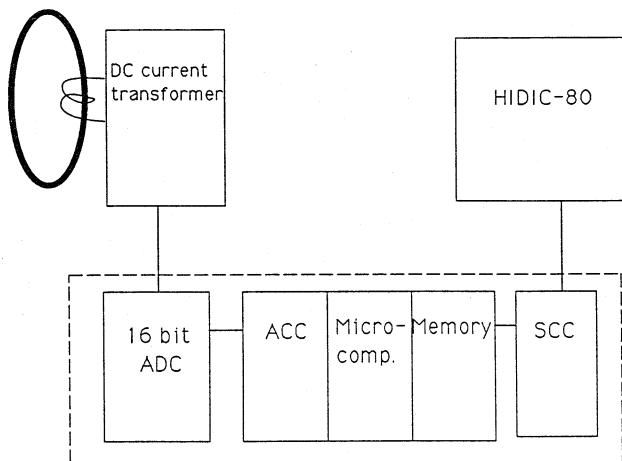 DC current
transformer
HIDIC-80
16 bit
ADC
ACC
Micro-
comp.
Memory
SCC